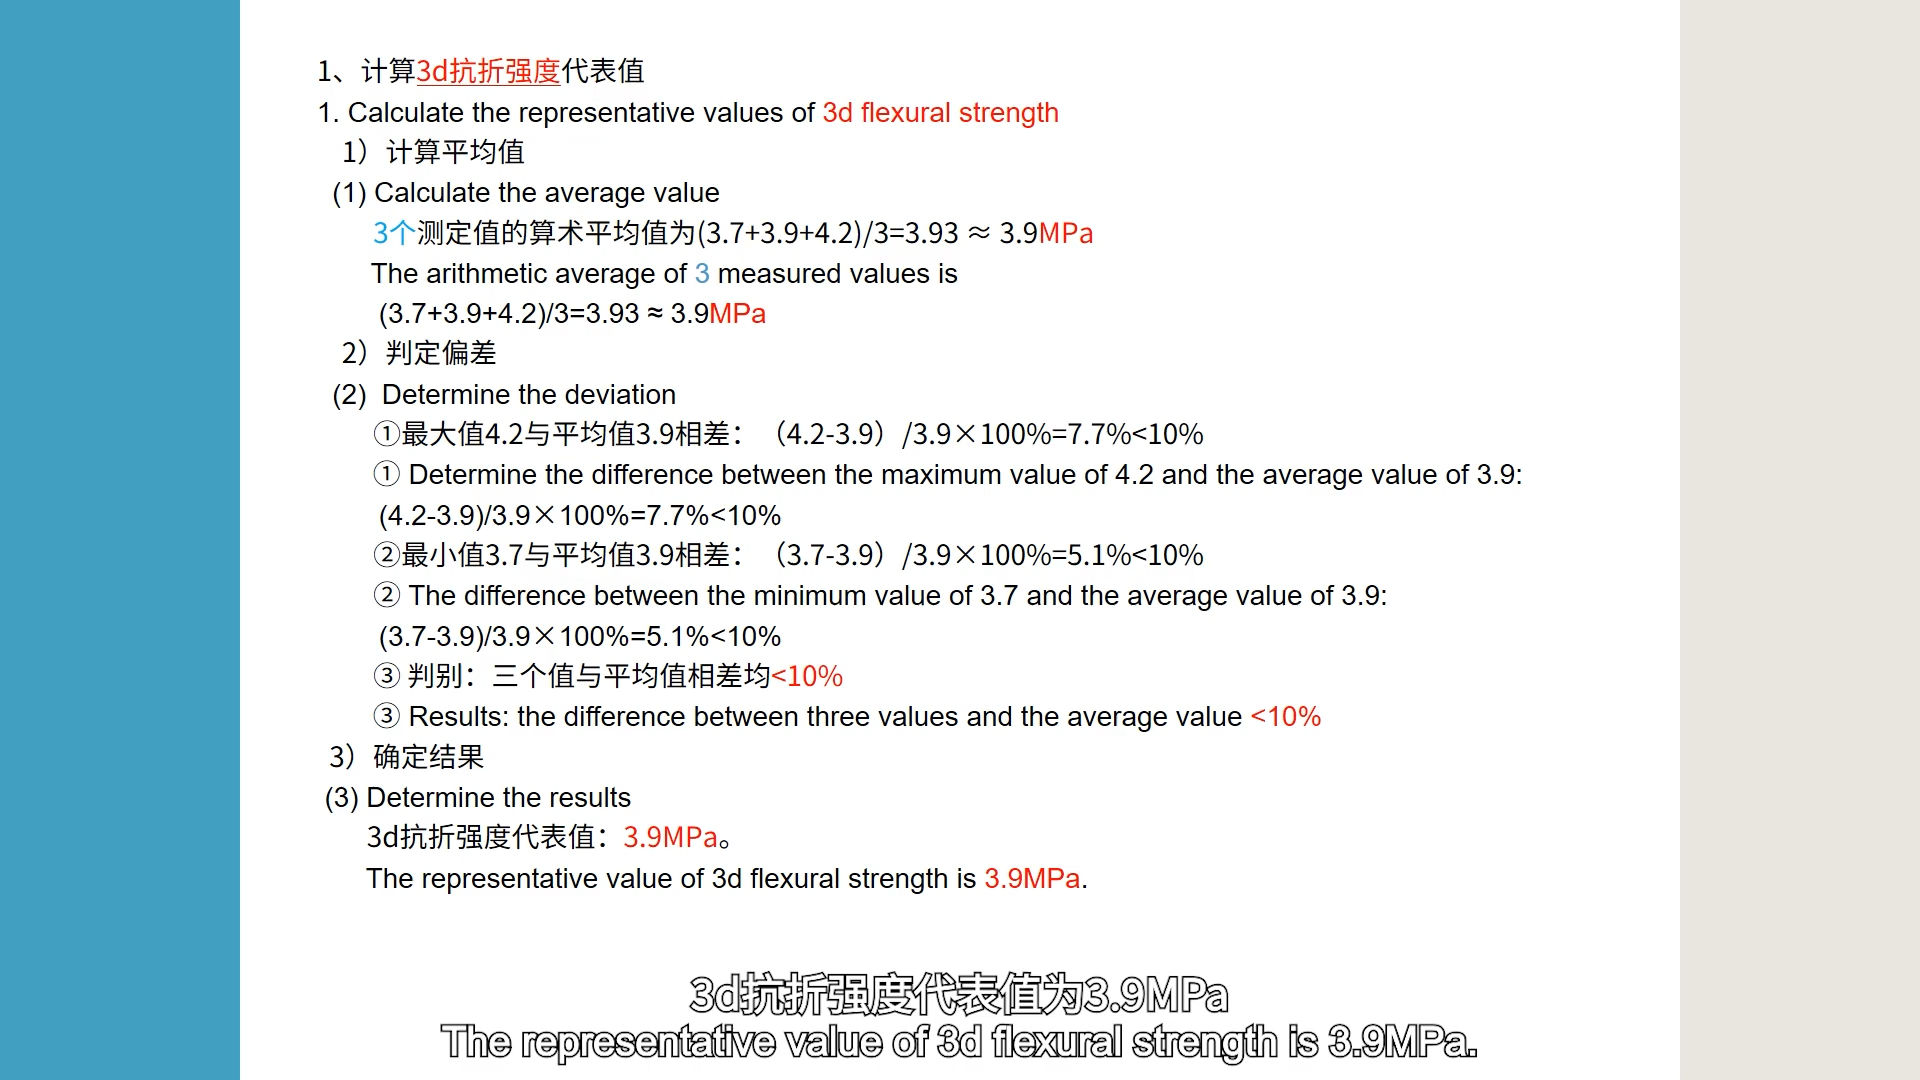 1、计算3d抗折强度代表值
1. Calculate the representative values of 3d flexural strength
1）计算平均值
(1) Calculate the average value
3个测定值的算术平均值为(3.7+3.9+4.2)/3=3.93 ≈ 3.9MPa
The arithmetic average of 3 measured values is
(3.7+3.9+4.2)/3=3.93 ≈ 3.9MPa
2）判定偏差
(2) Determine the deviation
①最大值4.2与平均值3.9相差：（4.2-3.9）/3.9×100%=7.7%<10%
① Determine the difference between the maximum value of 4.2 and the average value of 3.9:
(4.2-3.9)/3.9×100%=7.7%<10%
②最小值3.7与平均值3.9相差：（3.7-3.9）/3.9×100%=5.1%<10%
② The difference between the minimum value of 3.7 and the average value of 3.9:
(3.7-3.9)/3.9×100%=5.1%<10%
③ 判别：三个值与平均值相差均<10%
③ Results: the difference between three values and the average value <10%
3）确定结果
(3) Determine the results
3d抗折强度代表值：3.9MPa。
The representative value of 3d flexural strength is 3.9MPa.
3d抗折强度代表值为3.9MPa
The representative value of 3d flexural strength is 3.9MPa.